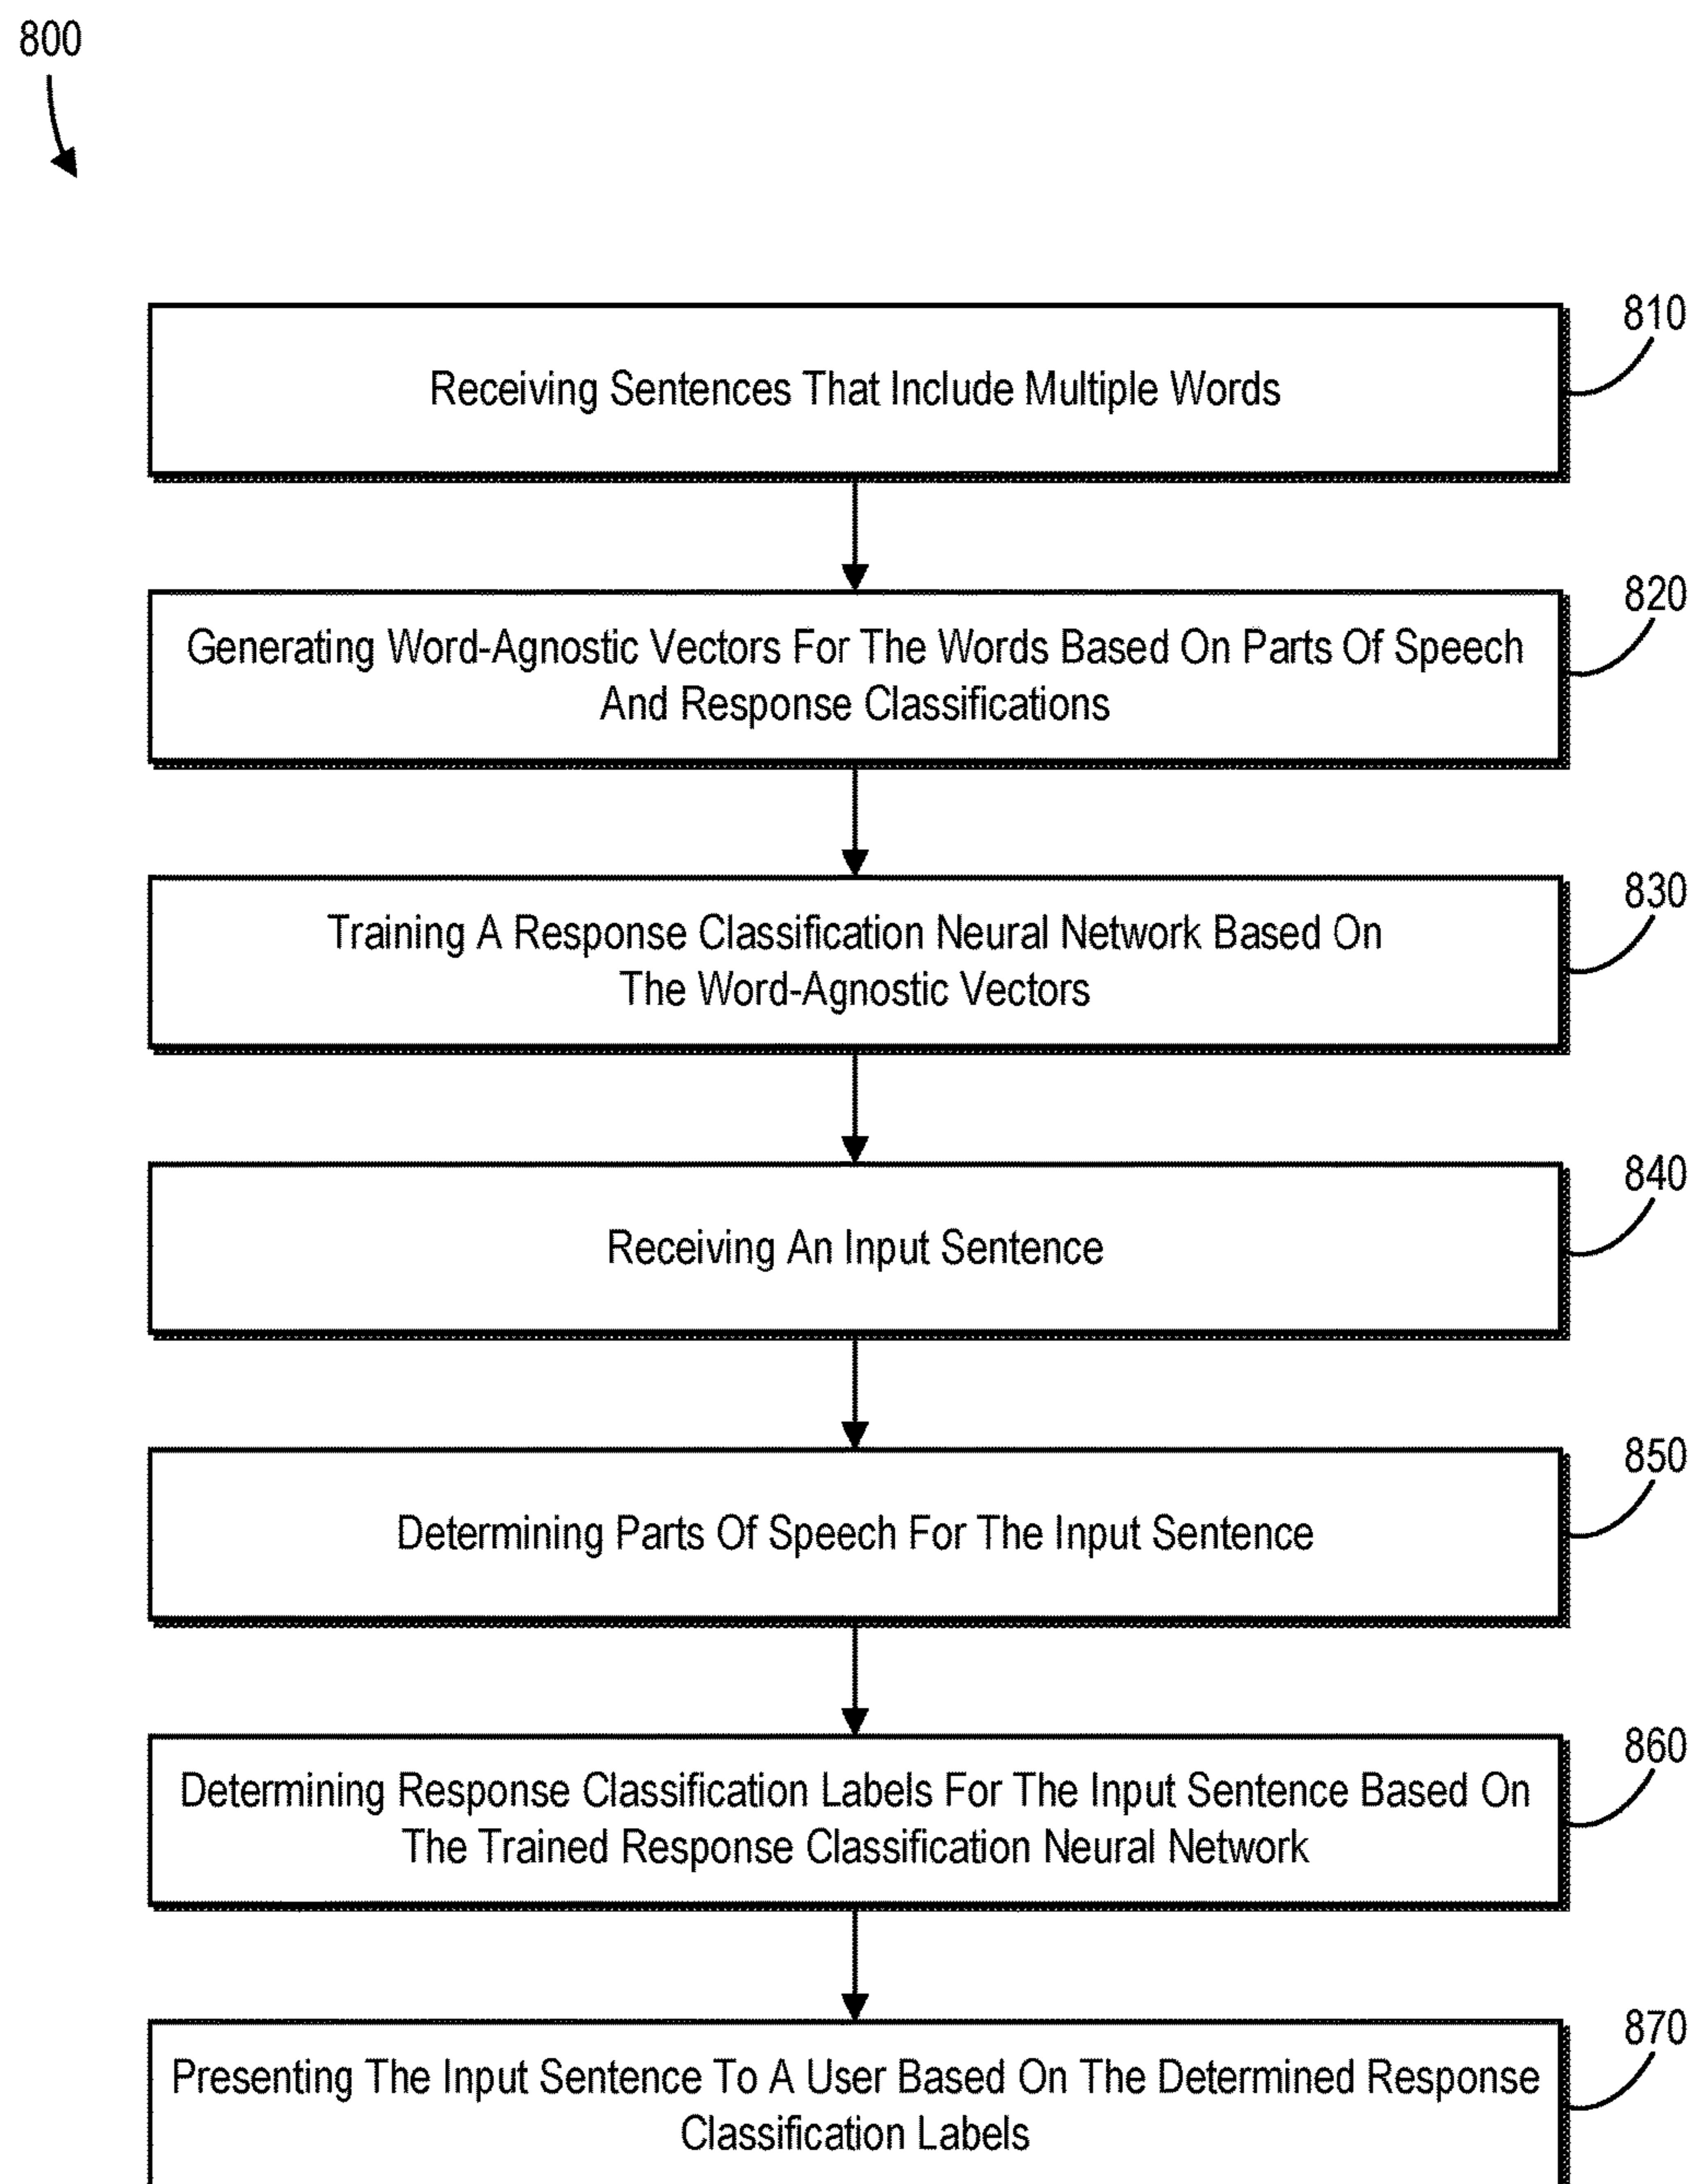 800
810
Receiving Sentences That Include Multiple Words
820
Generating Word-Agnostic Vectors For The Words Based On Parts Of Speech
And Response Classifications
830
Training A Response Classification Neural Network Based On
The Word-Agnostic Vectors
840
Receiving An Input Sentence
850
Determining Parts Of Speech For The Input Sentence
860
Determining Response Classification Labels For The Input Sentence Based On
The Trained Response Classification Neural Network
870
Presenting The Input Sentence To A User Based On The Determined Response
Classification Labels